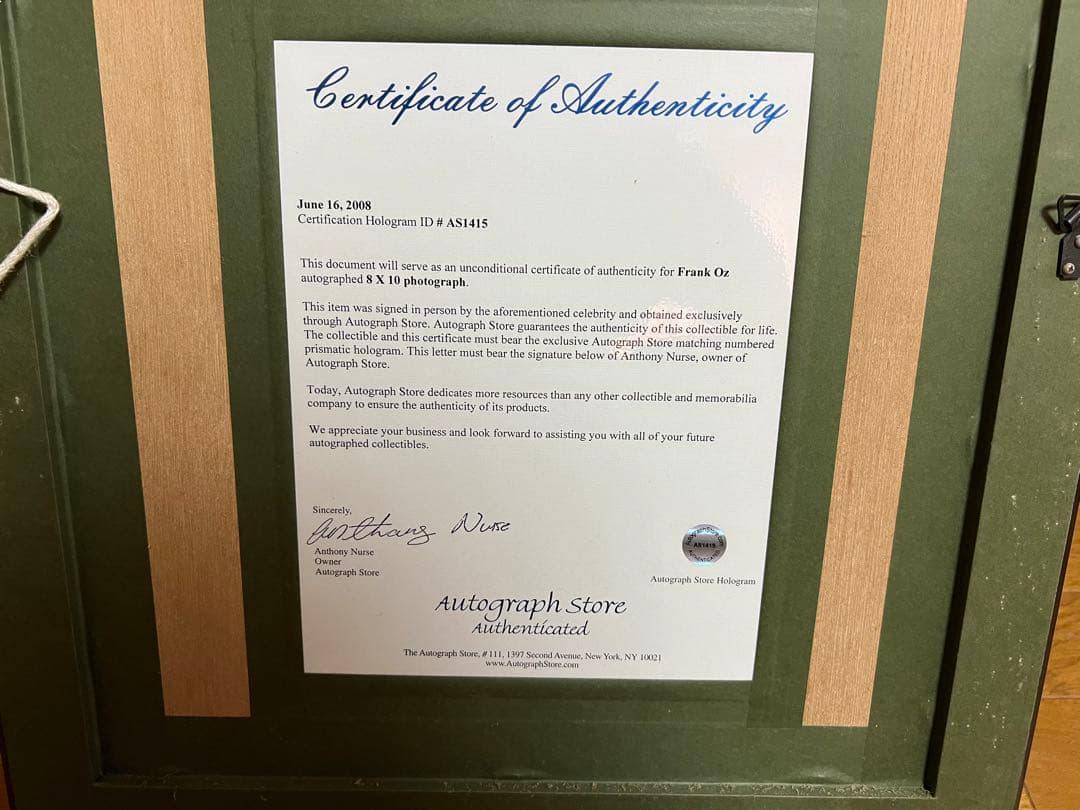 Certificate of Authenticity
June 16, 2008
Certification Hologram ID # AS1415
This document will serve as an unconditional certificate of authenticity for Frank Oz
autographed 8 X 10 photograph.
This item was signed in person by the aforementioned celebrity and obtained exclusively
through Autograph Store. Autograph Store guarantees the authenticity of this collectible for life.
The collectible and this certificate must bear the exclusive Autograph Store matching numbered
prismatic hologram. This letter must bear the signature below of Anthony Nurse, owner of
Autograph Store.
Today, Autograph Store dedicates more resources than any other collectible and memorabilia
company to ensure the authenticity of its products.
We appreciate your business and look forward to assisting you with all of your future
autographed collectibles.
Sincerely,
Anthony Nurse
Anthony Nurse
Owner
Autograph Store
AS1415
AUTHENTICATED
Autograph Store Hologram
Autograph Store
Authenticated
The Autograph Store, # 111, 1397 Second Avenue, New York, NY 10021
www.AutographStore.com